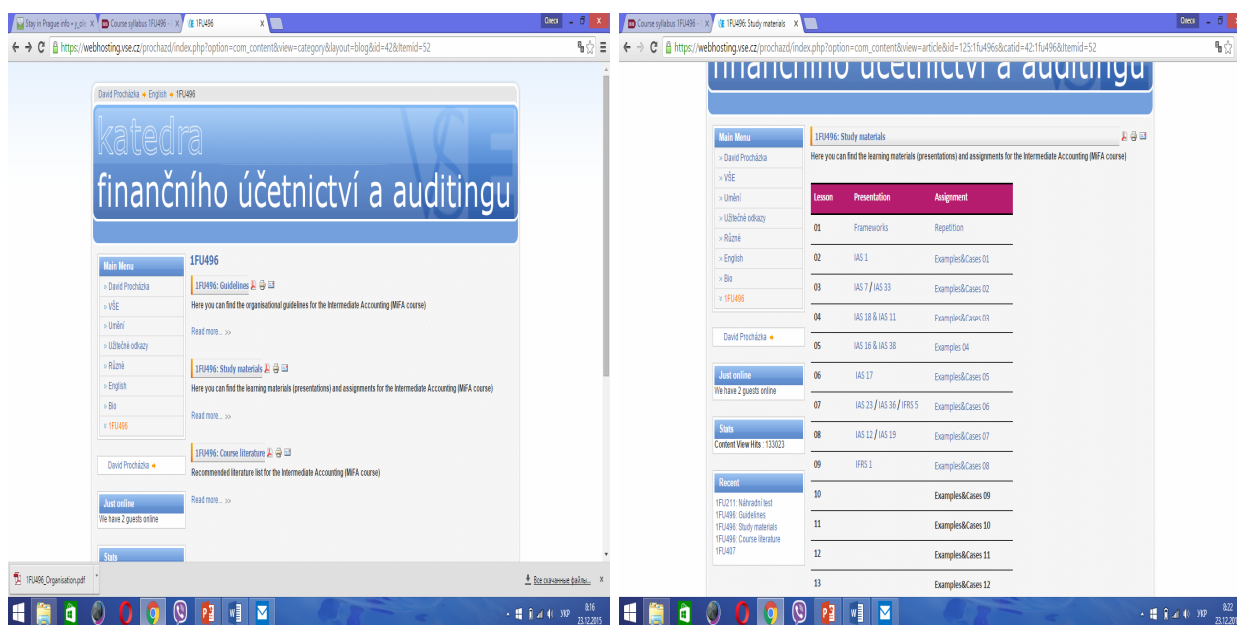 Stay in Prague info
Course syllabus 1FU496 -
1FU496
Олеся
https://webhosting.vse.cz/prochazd/index.php?option=com_content&view=category&layout=blog&id=42&Itemid=52
David Procházka English 1FU496
katedra
finančního účetnictví a auditingu
Main Menu
» David Procházka
» VŠE
» Umění
» Užitečné odkazy
» Různé
» English
» Bio
» 1FU496
David Procházka
Just online
We have 2 guests online
Stats
1FU496
1FU496: Guidelines
Here you can find the organisational guidelines for the Intermediate Accounting (MIFA course)
Read more... >>
1FU496: Study materials
Here you can find the learning materials (presentations) and assignments for the Intermediate Accounting (MIFA course)
Read more... >>
1FU496: Course literature
Recommended literature list for the Intermediate Accounting (MIFA course)
Read more... >>
1FU496_Organisation.pdf
Все скачанные файлы...
УКР
8:16
23.12.2015
Course syllabus 1FU496 -
1FU496: Study materials
Олеся
https://webhosting.vse.cz/prochazd/index.php?option=com_content&view=article&id=125:1fu496s&catid=42:1fu496&Itemid=52
finančního účetnictví a auditingu
Main Menu
» David Procházka
» VŠE
» Umění
» Užitečné odkazy
» Různé
» English
» Bio
» 1FU496
David Procházka
Just online
We have 2 guests online
Stats
Content View Hits : 133023
Recent
1FU211: Náhradní test
1FU496: Guidelines
1FU496: Study materials
1FU496: Course literature
1FU407
1FU496: Study materials
Here you can find the learning materials (presentations) and assignments for the Intermediate Accounting (MIFA course)
Lesson Presentation Assignment
01 Frameworks Repetition
02 IAS 1 Examples&Cases 01
03 IAS 7 / IAS 33 Examples&Cases 02
04 IAS 18 & IAS 11 Examples&Cases 03
05 IAS 16 & IAS 38 Examples 04
06 IAS 17 Examples&Cases 05
07 IAS 23 / IAS 36 / IFRS 5 Examples&Cases 06
08 IAS 12 / IAS 19 Examples&Cases 07
09 IFRS 1 Examples&Cases 08
10 Examples&Cases 09
11 Examples&Cases 10
12 Examples&Cases 11
13 Examples&Cases 12
УКР
8:22
23.12.201